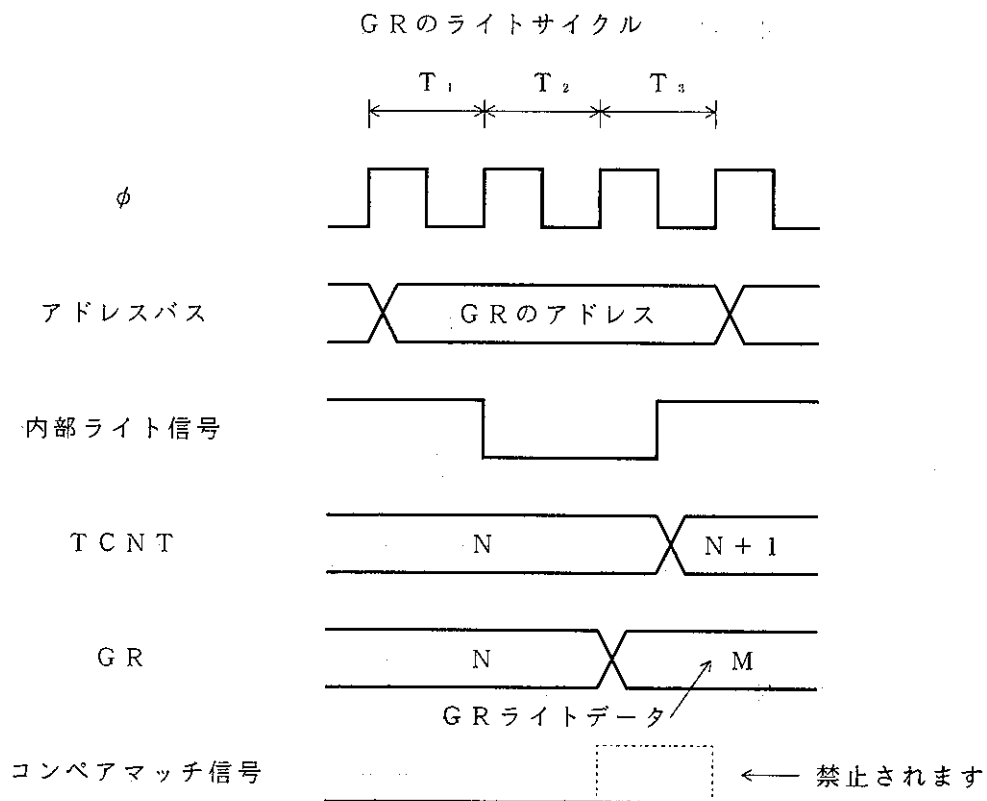 GRのライトサイクル
T₁ T₂ T₃
φ
アドレスバス GRのアドレス
内部ライト信号
TCNT N N+1
GR N M
GRライトデータ
コンペアマッチ信号 禁止されます